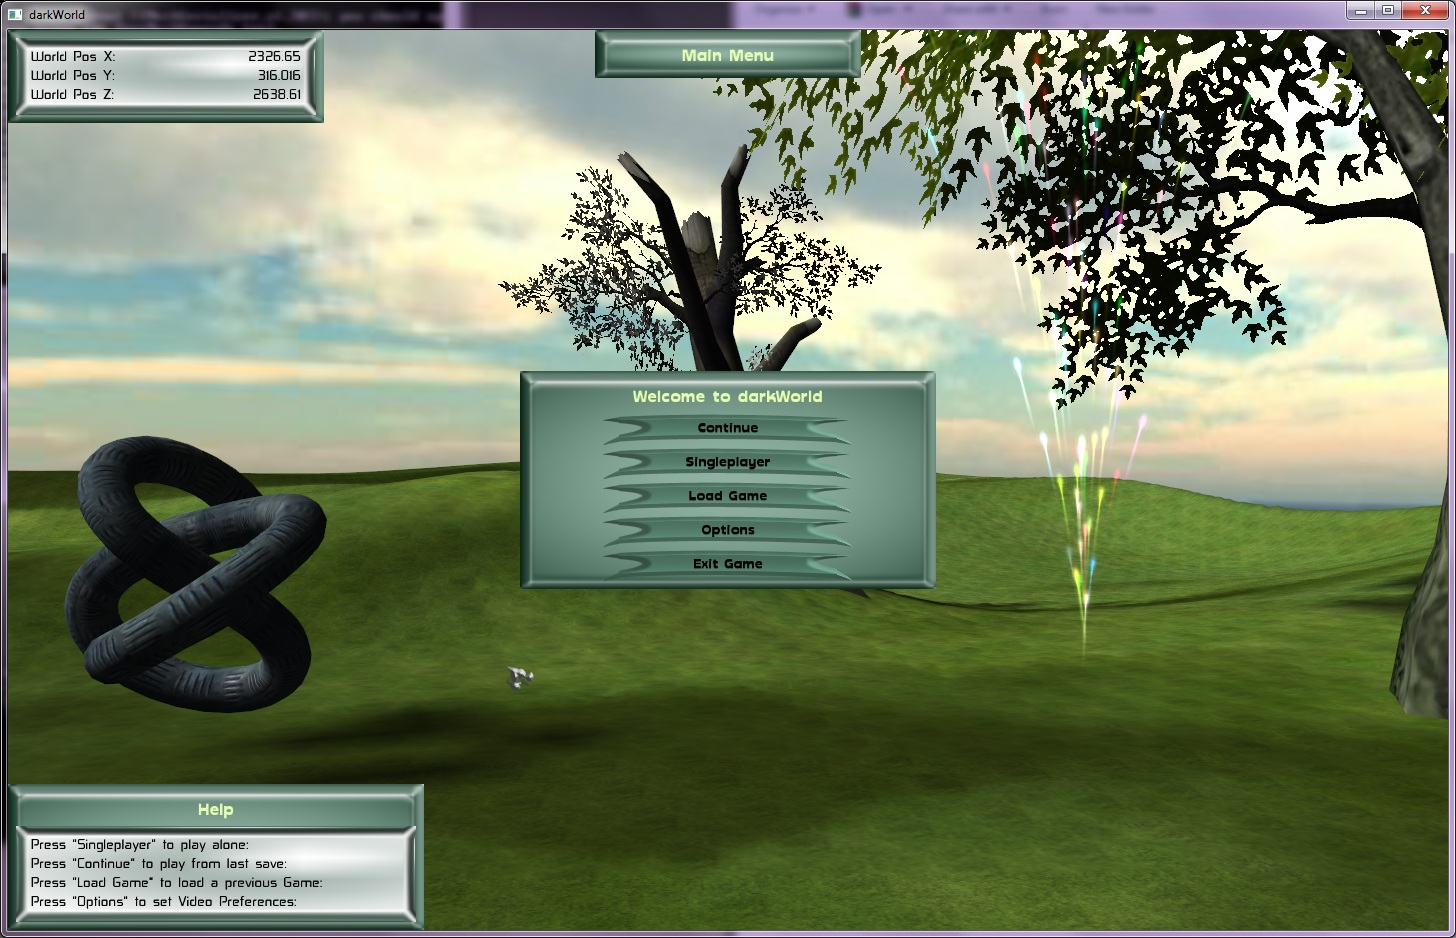 darkWorld
World Pos X: 2326.65
World Pos Y: 316.016
World Pos Z: 2638.61
Main Menu
Welcome to darkWorld
Continue
Singleplayer
Load Game
Options
Exit Game
Help
Press "Singleplayer" to play alone:
Press "Continue" to play from last save:
Press "Load Game" to load a previous Game:
Press "Options" to set Video Preferences: